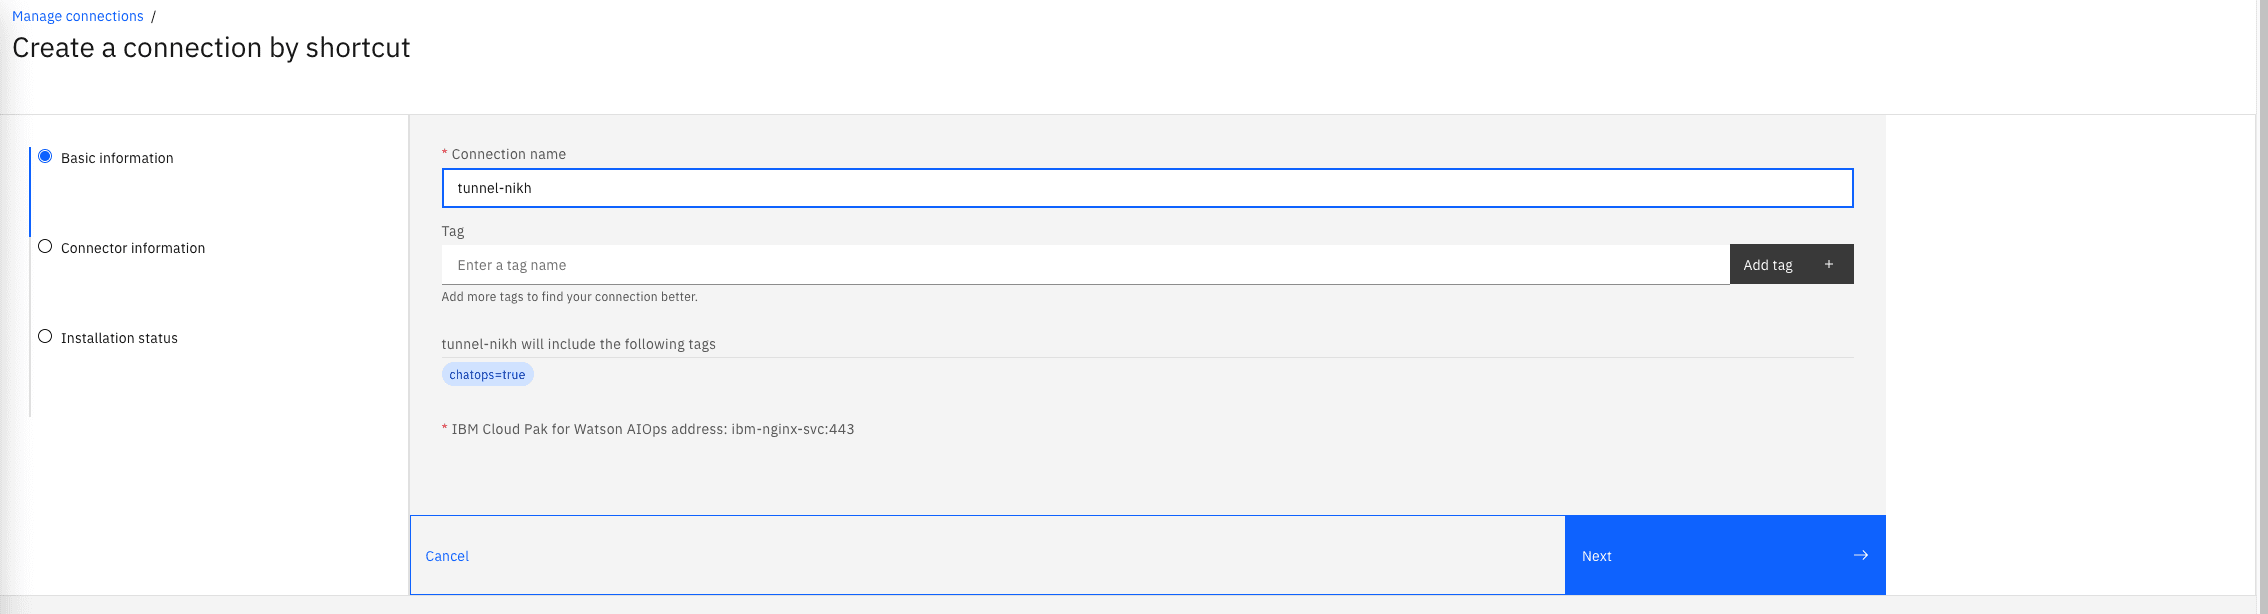 Manage connections /
Create a connection by shortcut
Basic information
Connector information
Installation status
* Connection name
tunnel-nikh
Tag
Enter a tag name
Add tag +
Add more tags to find your connection better.
tunnel-nikh will include the following tags
chatops=true
* IBM Cloud Pak for Watson AIOps address: ibm-nginx-svc:443
Cancel
Next →